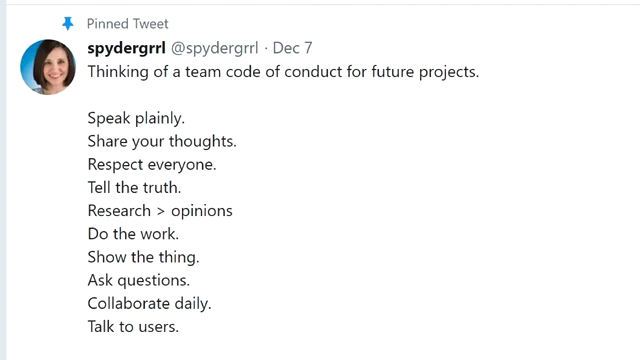 Pinned Tweet
spydergrrl @spydergrrl · Dec 7
Thinking of a team code of conduct for future projects.
Speak plainly.
Share your thoughts.
Respect everyone.
Tell the truth.
Research > opinions
Do the work.
Show the thing.
Ask questions.
Collaborate daily.
Talk to users.